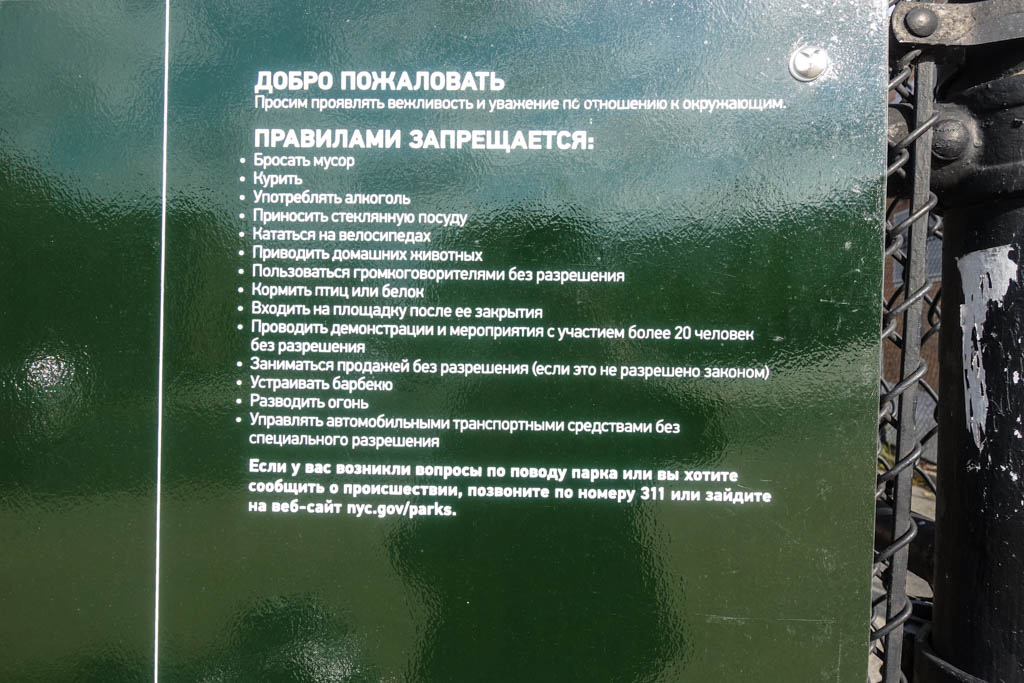 ДОБРО ПОЖАЛОВАТЬ
Просим проявлять вежливость и уважение по отношению к окружающим.
ПРАВИЛАМИ ЗАПРЕЩАЕТСЯ:
• Бросать мусор
• Курить
• Употреблять алкоголь
• Приносить стеклянную посуду
• Кататься на велосипедах
• Приводить домашних животных
• Пользоваться громкоговорителями без разрешения
• Кормить птиц или белок
• Входить на площадку после ее закрытия
• Проводить демонстрации и мероприятия с участием более 20 человек
без разрешения
• Заниматься продажей без разрешения (если это не разрешено законом)
• Устраивать барбекю
• Разводить огонь
• Управлять автомобильными транспортными средствами без
специального разрешения
Если у вас возникли вопросы по поводу парка или вы хотите
сообщить о происшествии, позвоните по номеру 311 или зайдите
на веб-сайт nyc.gov/parks.